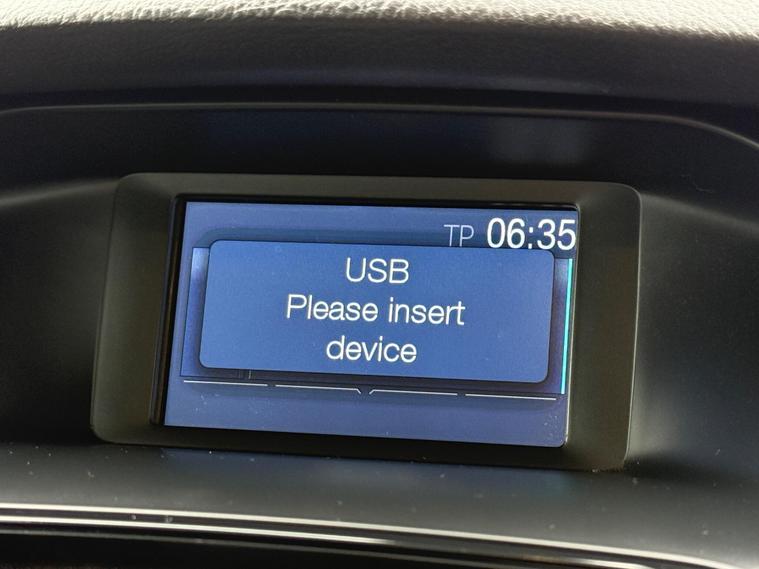 TP 06:35
USB
Please insert
device